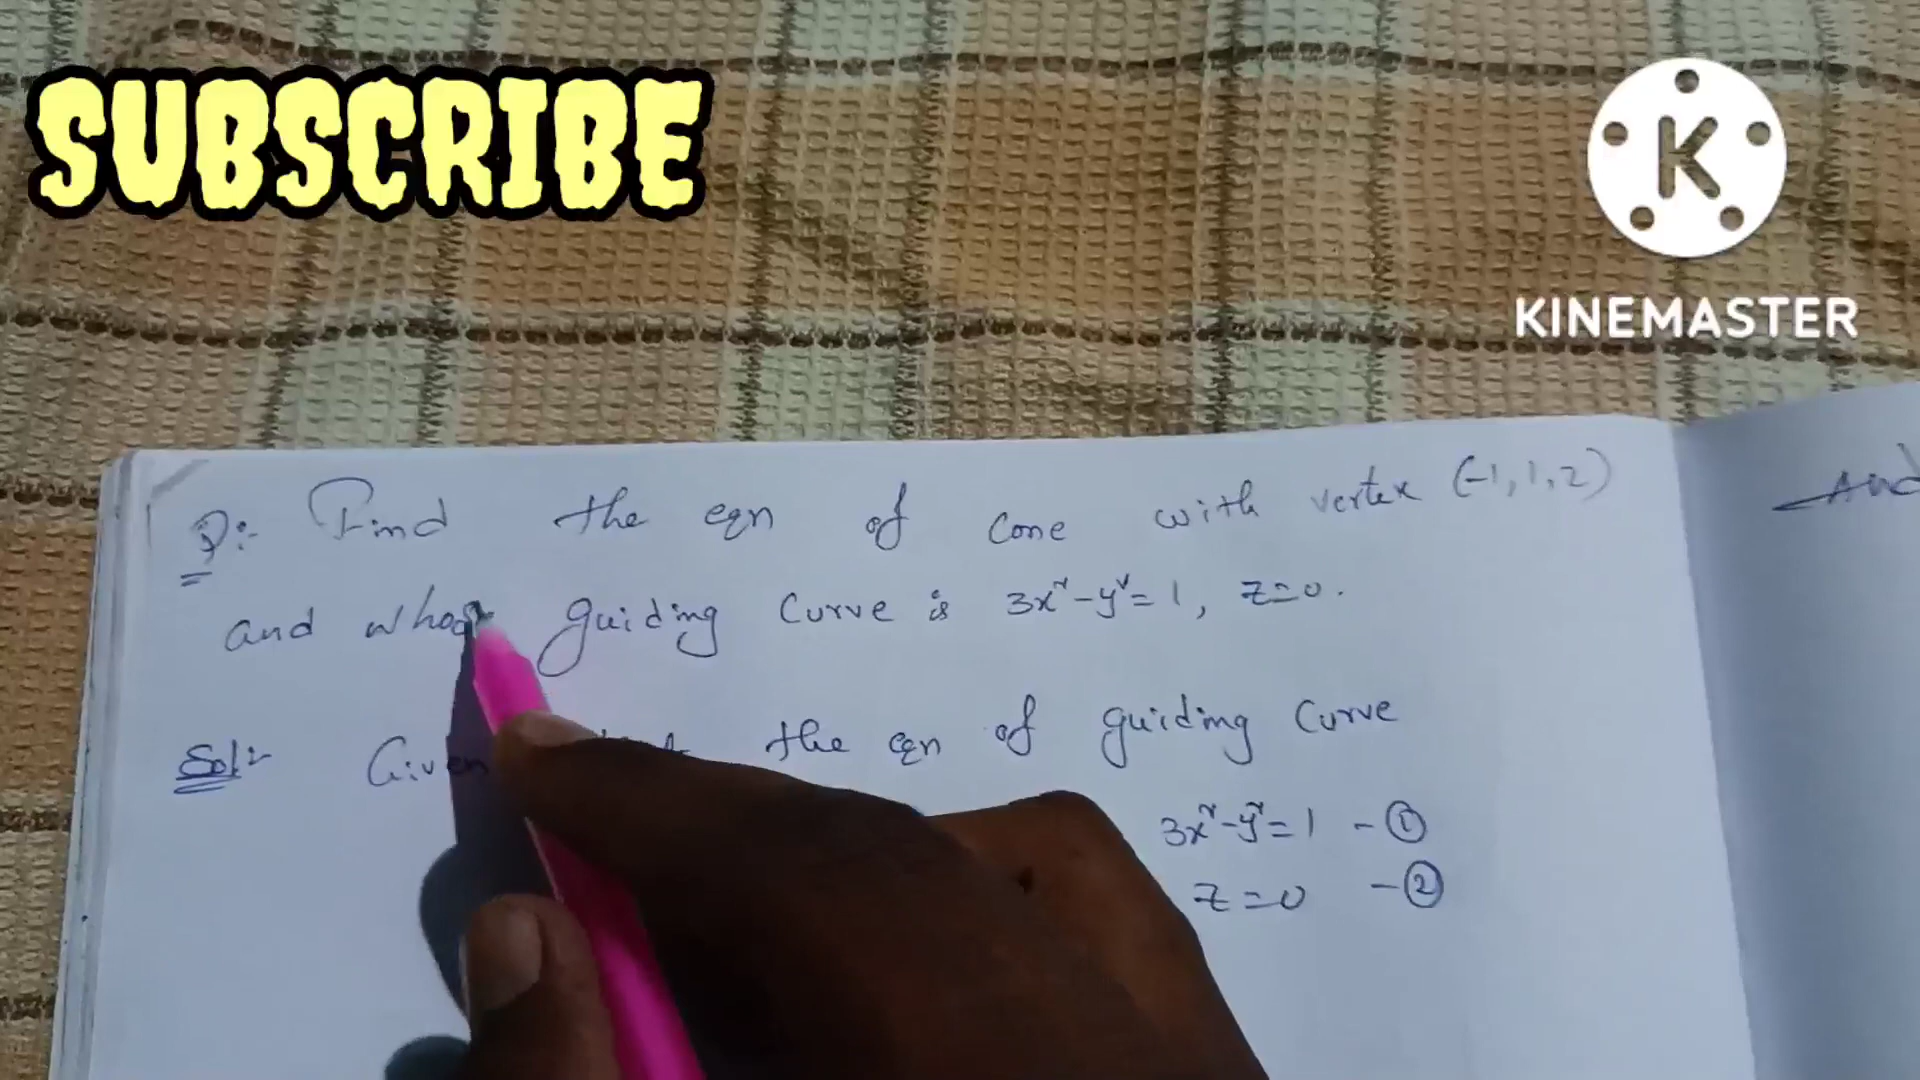 SUBSCRIBE
KINEMASTER
Q:- Find the eqn of cone with vertex (-1, 1, 2)
and whose guiding curve is 3x²-y²=1, z=0.
Sol:- Given the eqn of guiding curve
3x²-y²=1 -①
z=0 -②
And